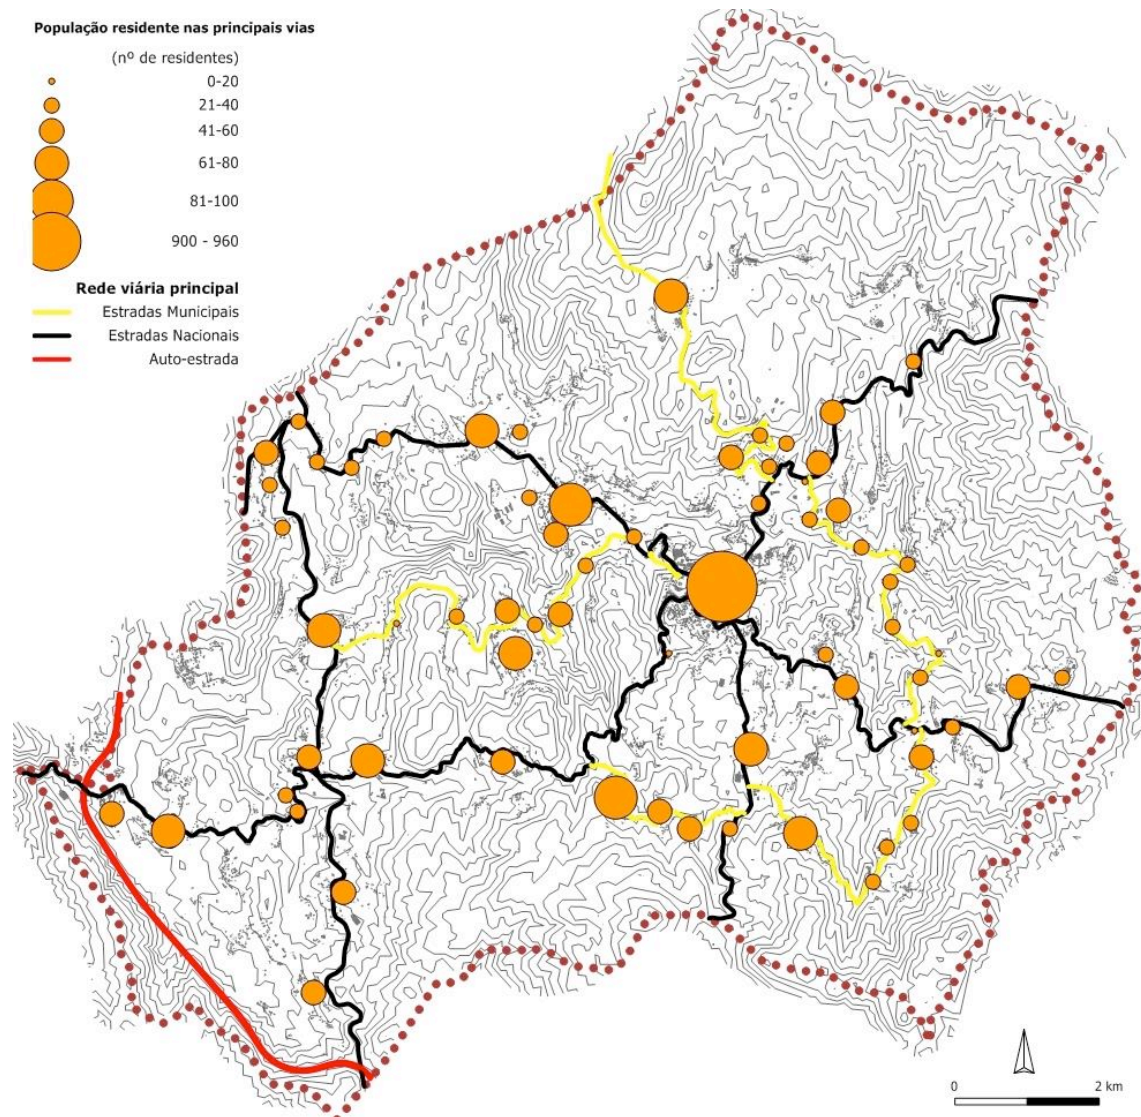 População residente nas principais vias
(nº de residentes)
0-20
21-40
41-60
61-80
81-100
900 - 960
Rede viária principal
Estradas Municipais
Estradas Nacionais
Auto-estrada
0 2 km